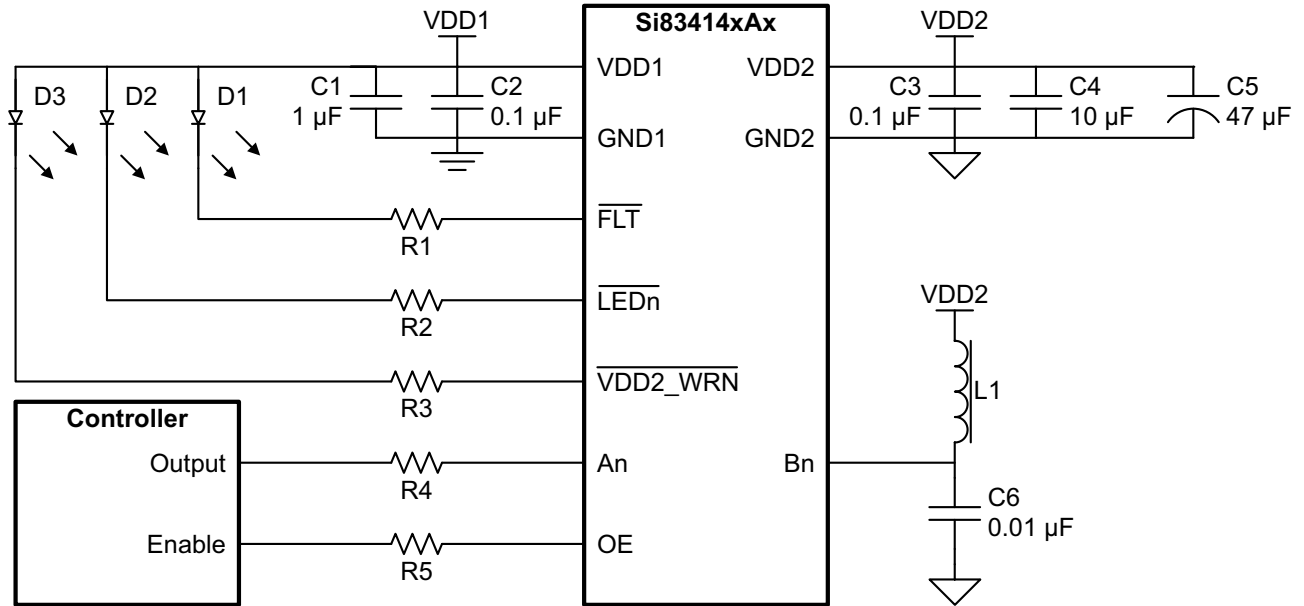 VDD1
Si83414xAx
VDD2
D3
D2
D1
C1
1 µF
C2
0.1 µF
VDD1
VDD2
GND1
GND2
C3
0.1 µF
C4
10 µF
C5
47 µF
FLT
R1
LEDn
R2
VDD2_WRN
R3
VDD2
L1
Controller
Output
R4
An
Bn
Enable
R5
OE
C6
0.01 µF